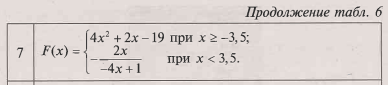 Продолжение табл. 6
7 F(x) = { 4x² + 2x – 19 при x ≥ –3,5;
–2x/(–4x + 1) при x < 3,5.